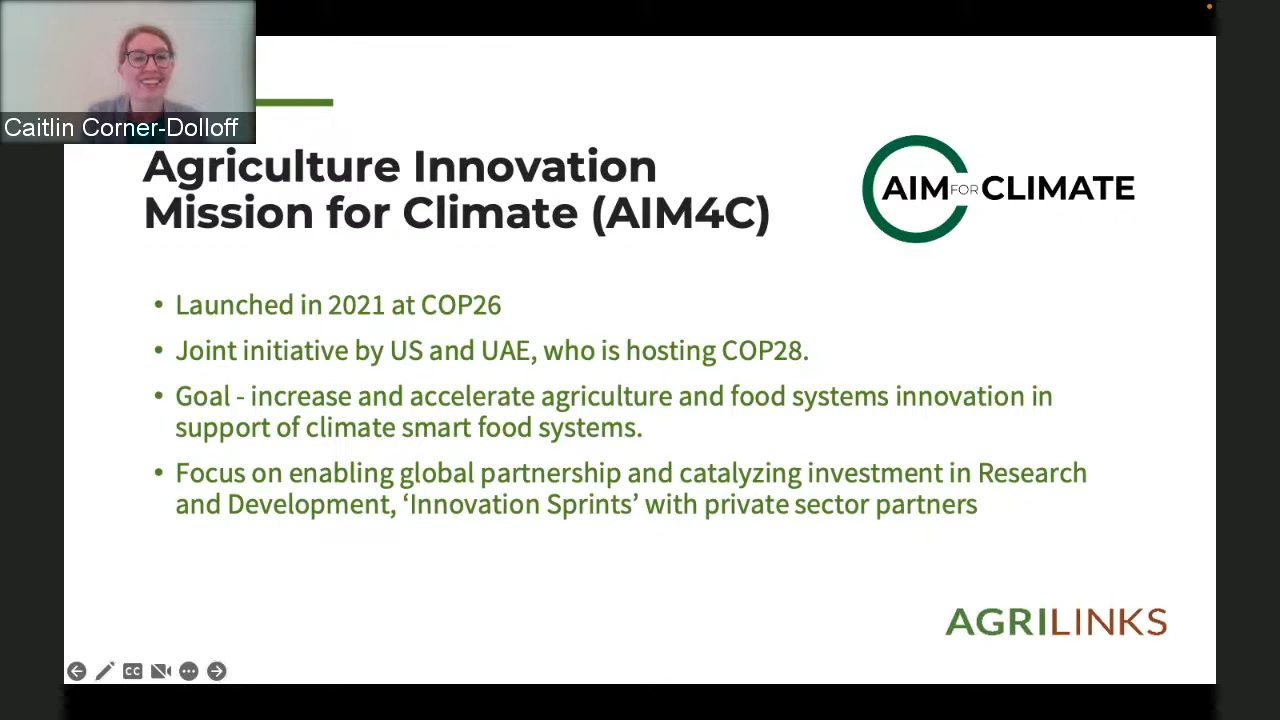 Caitlin Corner-Dolloff
Agriculture Innovation
Mission for Climate (AIM4C)
AIM FOR CLIMATE
• Launched in 2021 at COP26
• Joint initiative by US and UAE, who is hosting COP28.
• Goal - increase and accelerate agriculture and food systems innovation in
support of climate smart food systems.
• Focus on enabling global partnership and catalyzing investment in Research
and Development, ‘Innovation Sprints’ with private sector partners
AGRILINKS
CC